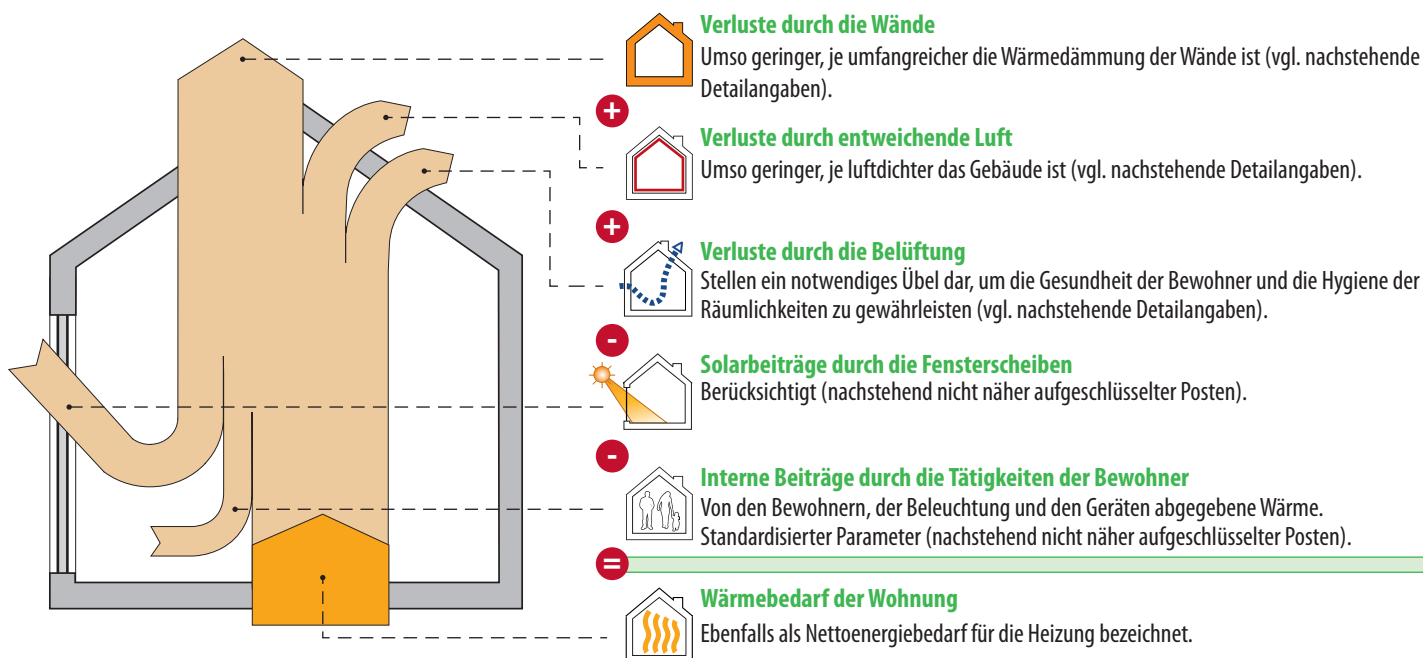 Verluste durch die Wände
Umso geringer, je umfangreicher die Wärmedämmung der Wände ist (vgl. nachstehende
Detailangaben).
+
Verluste durch entweichende Luft
Umso geringer, je luftdichter das Gebäude ist (vgl. nachstehende Detailangaben).
+
Verluste durch die Belüftung
Stellen ein notwendiges Übel dar, um die Gesundheit der Bewohner und die Hygiene der
Räumlichkeiten zu gewährleisten (vgl. nachstehende Detailangaben).
-
Solarbeiträge durch die Fensterscheiben
Berücksichtigt (nachstehend nicht näher aufgeschlüsselter Posten).
-
Interne Beiträge durch die Tätigkeiten der Bewohner
Von den Bewohnern, der Beleuchtung und den Geräten abgegebene Wärme.
Standardisierter Parameter (nachstehend nicht näher aufgeschlüsselter Posten).
=
Wärmebedarf der Wohnung
Ebenfalls als Nettoenergiebedarf für die Heizung bezeichnet.